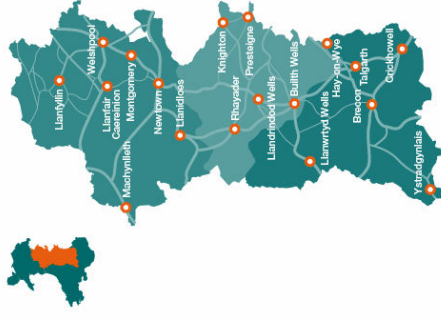 Llanfyllin
Welshpool
Llanfair
Caereinion
Montgomery
Machynlleth
Newtown
Llanidloes
Knighton
Presteigne
Rhayader
Llandrindod Wells
Builth Wells
Llanwrtyd Wells
Hay-on-Wye
Talgarth
Brecon
Crickhowell
Ystradgynlais